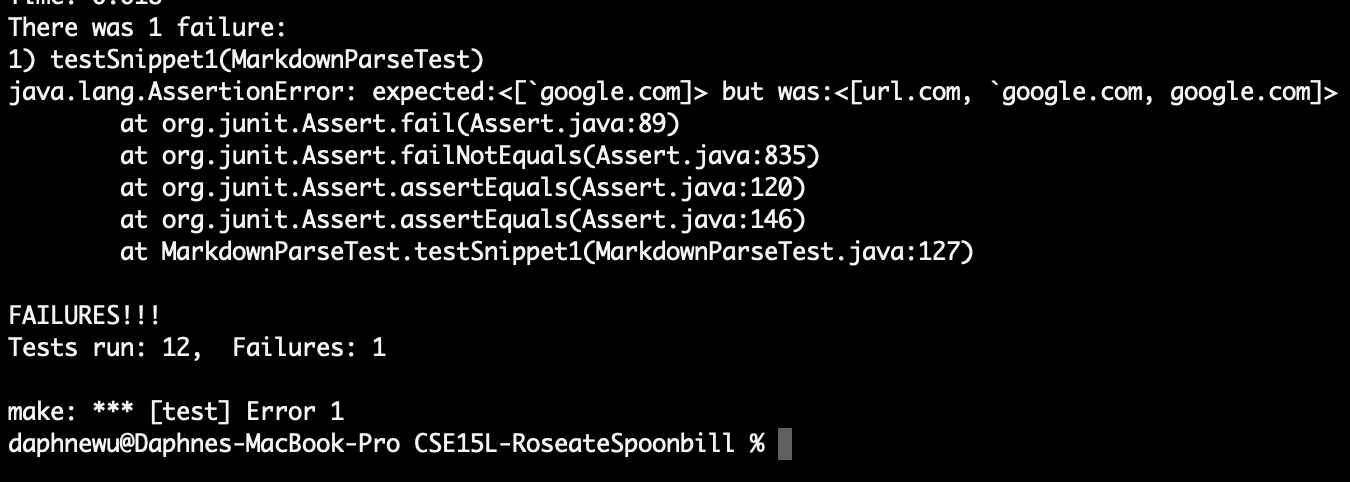 Time: 0.018
There was 1 failure:
1) testSnippet1(MarkdownParseTest)
java.lang.AssertionError: expected:<[`google.com]> but was:<[url.com, `google.com, google.com]>
        at org.junit.Assert.fail(Assert.java:89)
        at org.junit.Assert.failNotEquals(Assert.java:835)
        at org.junit.Assert.assertEquals(Assert.java:120)
        at org.junit.Assert.assertEquals(Assert.java:146)
        at MarkdownParseTest.testSnippet1(MarkdownParseTest.java:127)
FAILURES!!!
Tests run: 12,  Failures: 1
make: *** [test] Error 1
daphnewu@Daphnes-MacBook-Pro CSE15L-RoseateSpoonbill %